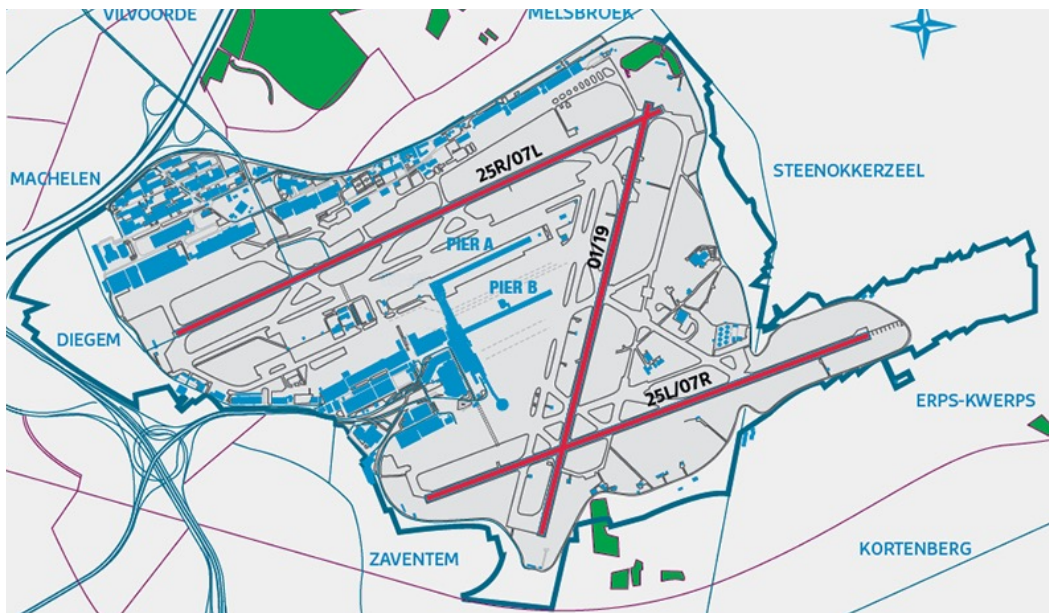 VILVOORDE
MELSBROEK
MACHELEN
25R/07L
STEENOKKERZEEL
PIER A
01/19
PIER B
DIEGEM
25L/07R
ERPS-KWERPS
ZAVENTEM
KORTENBERG